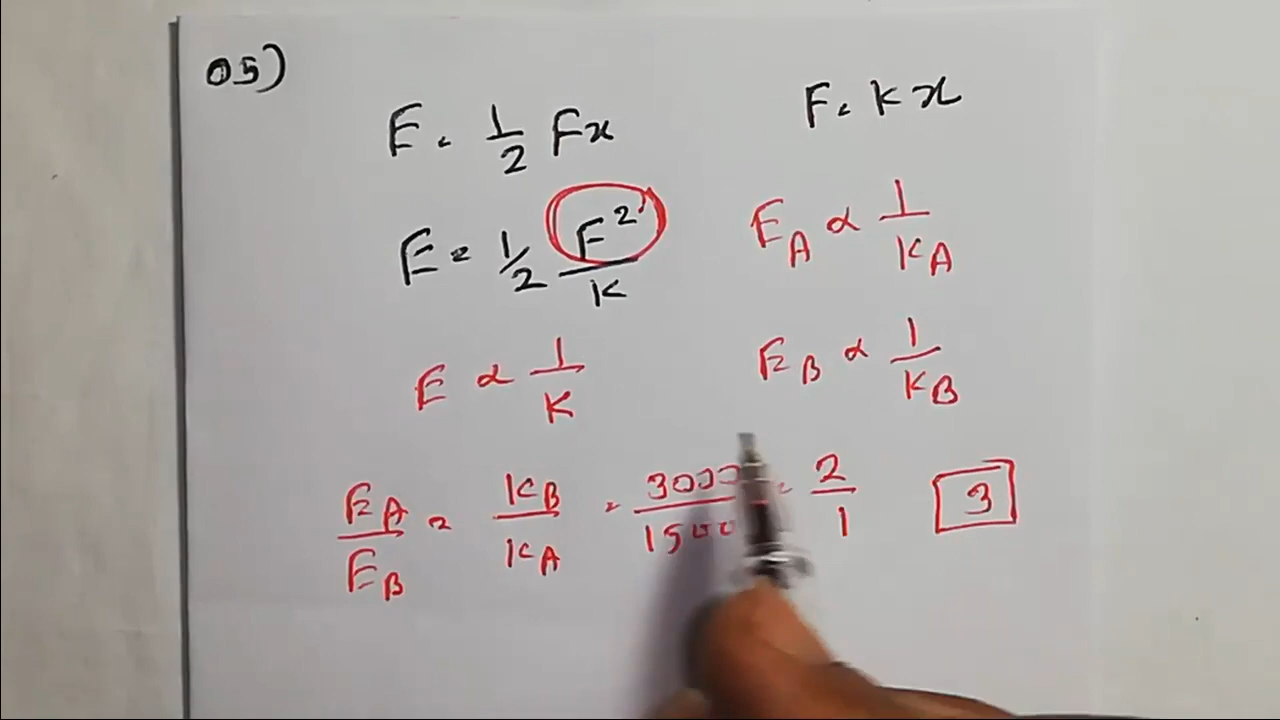 05)
E = 1/2 Fx F = kx
E = 1/2 F²/K E_A ∝ 1/K_A
E ∝ 1/K E_B ∝ 1/K_B
E_A/E_B = K_B/K_A = 3000/1500 = 2/1 3